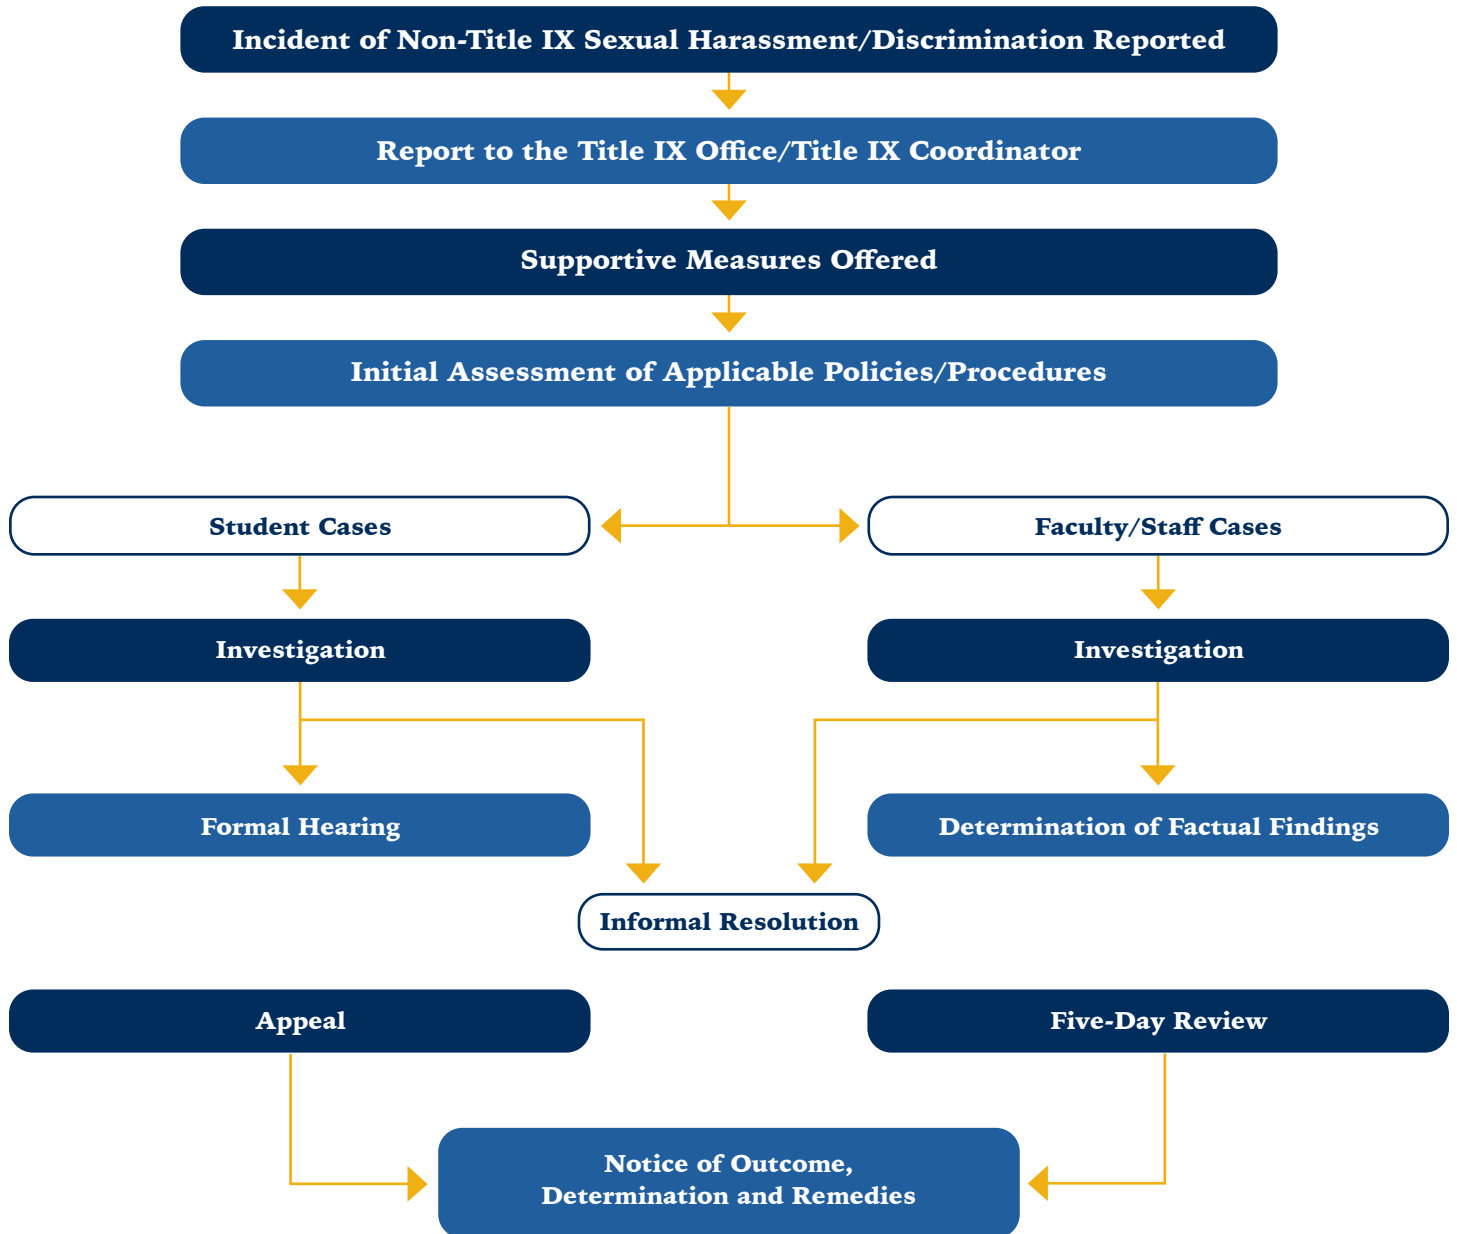 Incident of Non-Title IX Sexual Harassment/Discrimination Reported
Report to the Title IX Office/Title IX Coordinator
Supportive Measures Offered
Initial Assessment of Applicable Policies/Procedures
Student Cases
Faculty/Staff Cases
Investigation
Investigation
Formal Hearing
Determination of Factual Findings
Informal Resolution
Appeal
Five-Day Review
Notice of Outcome,
Determination and Remedies